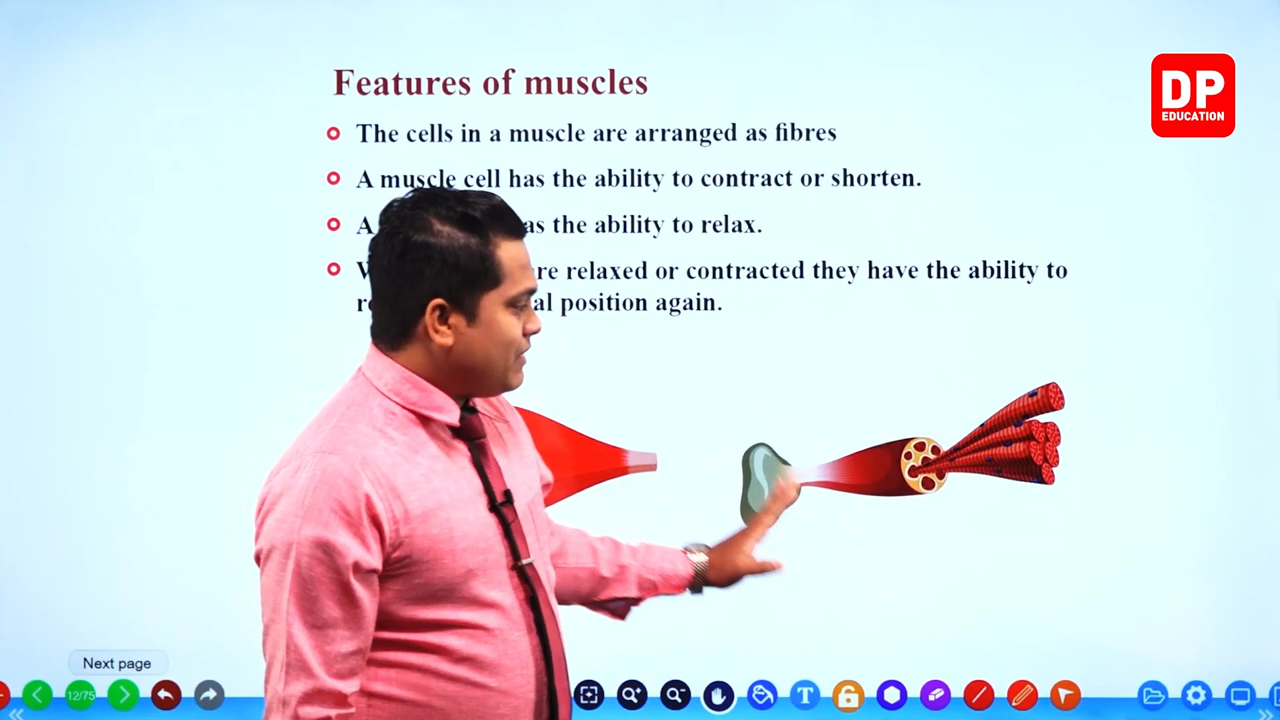 Features of muscles
DP
EDUCATION
The cells in a muscle are arranged as fibres
A muscle cell has the ability to contract or shorten.
A as the ability to relax.
re relaxed or contracted they have the ability to
al position again.
Next page
12/75
T